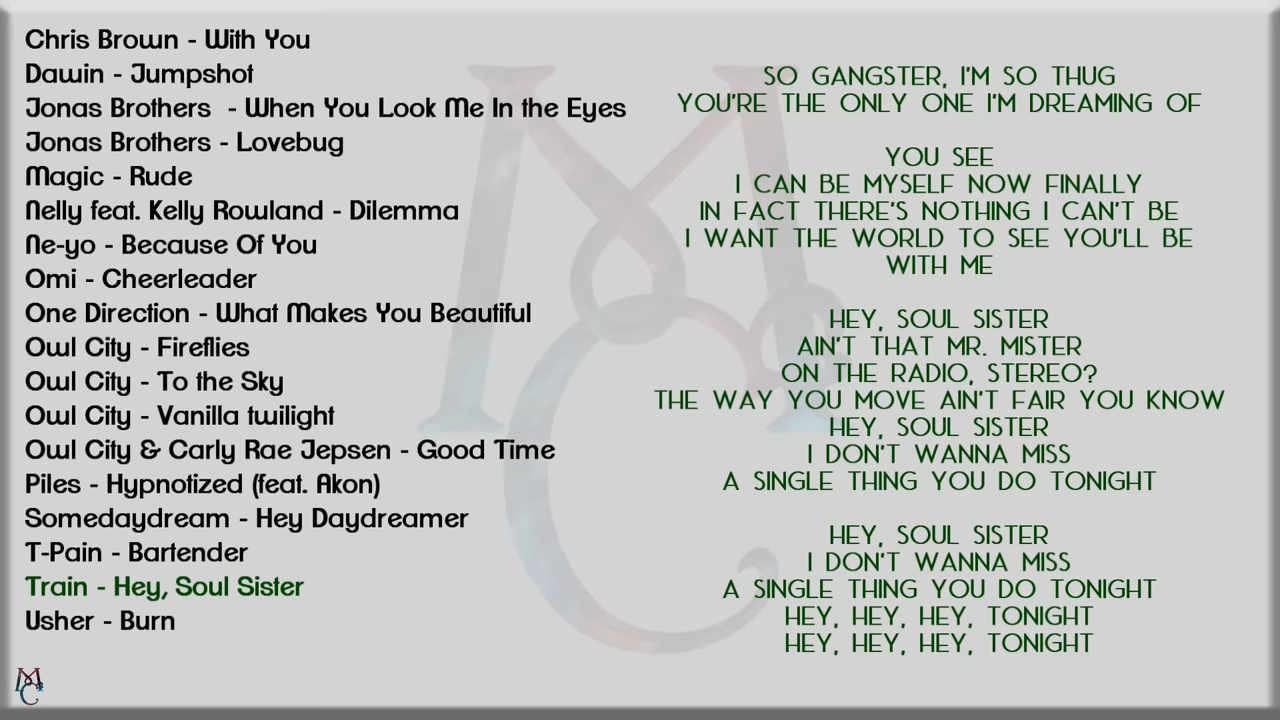 Chris Brown - With You
Dawin - Jumpshot
Jonas Brothers  - When You Look Me In the Eyes
Jonas Brothers - Lovebug
Magic - Rude
Nelly feat. Kelly Rowland - Dilemma
Ne-yo - Because Of You
Omi - Cheerleader
One Direction - What Makes You Beautiful
Owl City - Fireflies
Owl City - To the Sky
Owl City - Vanilla twilight
Owl City & Carly Rae Jepsen - Good Time
Piles - Hypnotized (feat. Akon)
Somedaydream - Hey Daydreamer
T-Pain - Bartender
Train - Hey, Soul Sister
Usher - Burn
SO GANGSTER, I'M SO THUG
YOU'RE THE ONLY ONE I'M DREAMING OF
YOU SEE
I CAN BE MYSELF NOW FINALLY
IN FACT THERE'S NOTHING I CAN'T BE
I WANT THE WORLD TO SEE YOU'LL BE
WITH ME
HEY, SOUL SISTER
AIN'T THAT MR. MISTER
ON THE RADIO, STEREO?
THE WAY YOU MOVE AIN'T FAIR YOU KNOW
HEY, SOUL SISTER
I DON'T WANNA MISS
A SINGLE THING YOU DO TONIGHT
HEY, SOUL SISTER
I DON'T WANNA MISS
A SINGLE THING YOU DO TONIGHT
HEY, HEY, HEY, TONIGHT
HEY, HEY, HEY, TONIGHT
MC